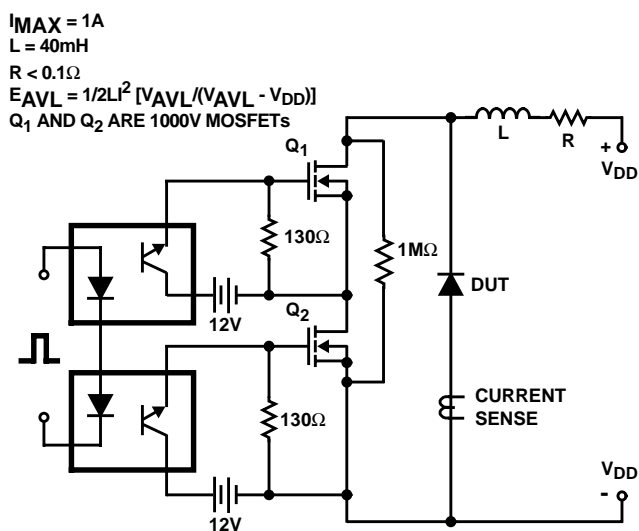 IMAX = 1A
L = 40mH
R < 0.1Ω
EAVL = 1/2LI² [VAVL/(VAVL - VDD)]
Q1 AND Q2 ARE 1000V MOSFETs
Q1
L
R
+
VDD
130Ω
1MΩ
DUT
12V
Q2
CURRENT
SENSE
130Ω
VDD
-
12V